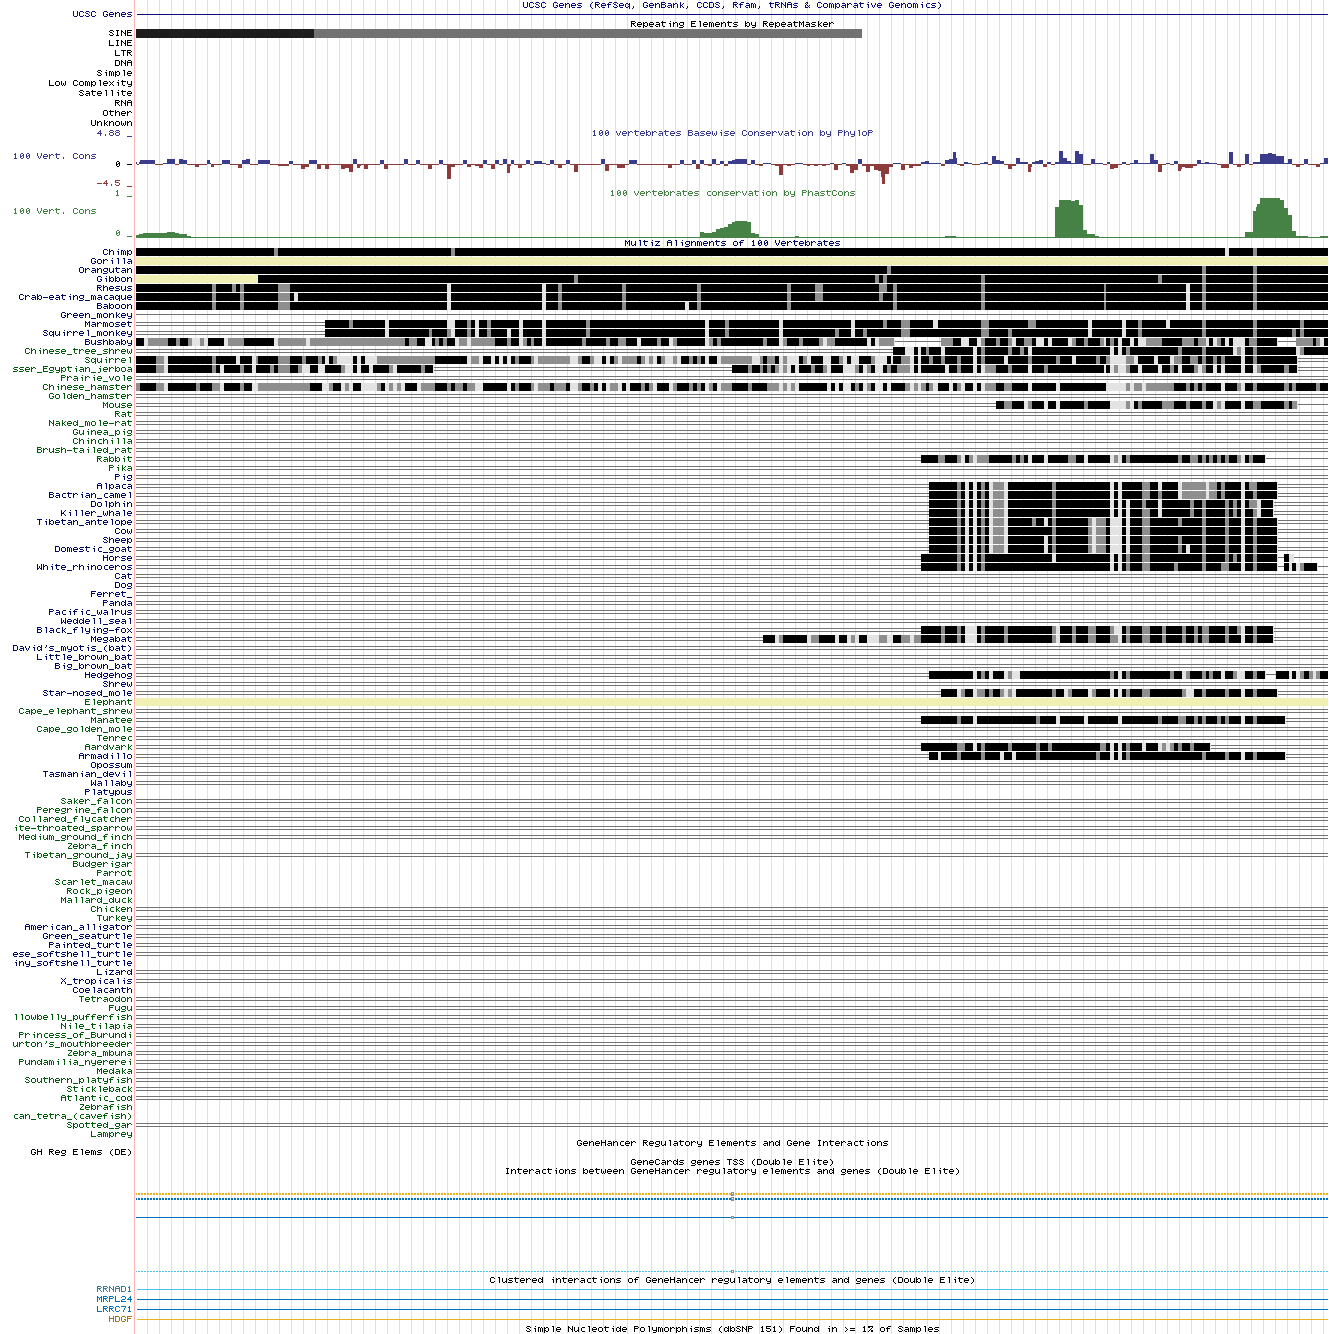 UCSC Genes (RefSeq, GenBank, CCDS, Rfam, tRNAs & Comparative Genomics)
UCSC Genes
Repeating Elements by RepeatMasker
SINE
LINE
LTR
DNA
Simple
Low Complexity
Satellite
RNA
Other
Unknown
4.88 _
100 vertebrates Basewise Conservation by PhyloP
100 Vert. Cons
0 _
-4.5 _
1 _
100 vertebrates conservation by PhastCons
100 Vert. Cons
0 _
Multiz Alignments of 100 Vertebrates
Chimp
Gorilla
Orangutan
Gibbon
Rhesus
Crab-eating_macaque
Baboon
Green_monkey
Marmoset
Squirrel_monkey
Bushbaby
Chinese_tree_shrew
Squirrel
sser_Egyptian_jerboa
Prairie_vole
Chinese_hamster
Golden_hamster
Mouse
Rat
Naked_mole-rat
Guinea_pig
Chinchilla
Brush-tailed_rat
Rabbit
Pika
Pig
Alpaca
Bactrian_camel
Dolphin
Killer_whale
Tibetan_antelope
Cow
Sheep
Domestic_goat
Horse
White_rhinoceros
Cat
Dog
Ferret_
Panda
Pacific_walrus
Weddell_seal
Black_flying-fox
Megabat
David's_myotis_(bat)
Little_brown_bat
Big_brown_bat
Hedgehog
Shrew
Star-nosed_mole
Elephant
Cape_elephant_shrew
Manatee
Cape_golden_mole
Tenrec
Aardvark
Armadillo
Opossum
Tasmanian_devil
Wallaby
Platypus
Saker_falcon
Peregrine_falcon
Collared_flycatcher
ite-throated_sparrow
Medium_ground_finch
Zebra_finch
Tibetan_ground_jay
Budgerigar
Parrot
Scarlet_macaw
Rock_pigeon
Mallard_duck
Chicken
Turkey
American_alligator
Green_seaturtle
Painted_turtle
ese_softshell_turtle
iny_softshell_turtle
Lizard
X_tropicalis
Coelacanth
Tetraodon
Fugu
llowbelly_pufferfish
Nile_tilapia
Princess_of_Burundi
urton's_mouthbreeder
Zebra_mbuna
Pundamilia_nyererei
Medaka
Southern_platyfish
Stickleback
Atlantic_cod
Zebrafish
can_tetra_(cavefish)
Spotted_gar
Lamprey
GeneHancer Regulatory Elements and Gene Interactions
GH Reg Elems (DE)
GeneCards genes TSS (Double Elite)
Interactions between GeneHancer regulatory elements and genes (Double Elite)
Clustered interactions of GeneHancer regulatory elements and genes (Double Elite)
RRNAD1
MRPL24
LRRC71
HDGF
Simple Nucleotide Polymorphisms (dbSNP 151) Found in >= 1% of Samples